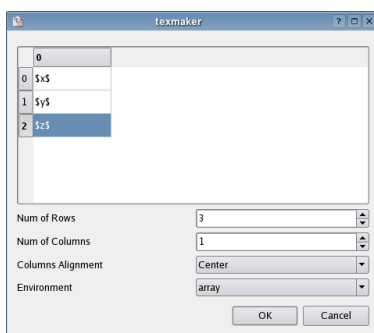 texmaker
0
0 $x$
1 $y$
2 $z$
Num of Rows 3
Num of Columns 1
Columns Alignment Center
Environment array
OK Cancel